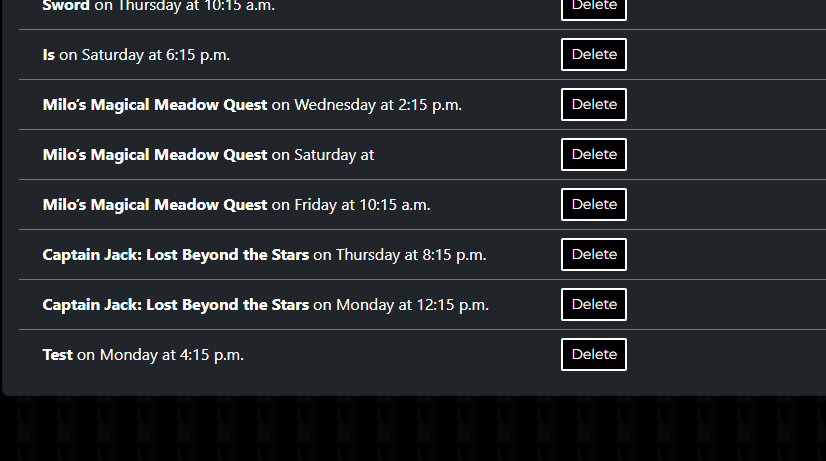 Sword on Thursday at 10:15 a.m. Delete
Is on Saturday at 6:15 p.m. Delete
Milo’s Magical Meadow Quest on Wednesday at 2:15 p.m. Delete
Milo’s Magical Meadow Quest on Saturday at Delete
Milo’s Magical Meadow Quest on Friday at 10:15 a.m. Delete
Captain Jack: Lost Beyond the Stars on Thursday at 8:15 p.m. Delete
Captain Jack: Lost Beyond the Stars on Monday at 12:15 p.m. Delete
Test on Monday at 4:15 p.m. Delete